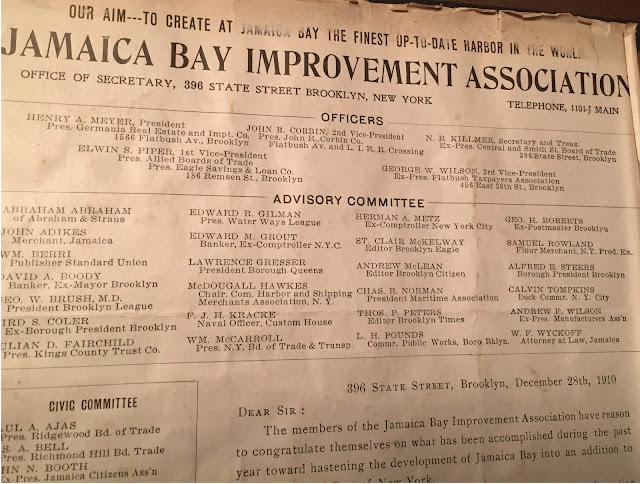 OUR AIM---TO CREATE AT JAMAICA BAY THE FINEST UP-TO-DATE HARBOR IN THE WORLD
JAMAICA BAY IMPROVEMENT ASSOCIATION
OFFICE OF SECRETARY, 396 STATE STREET BROOKLYN, NEW YORK
TELEPHONE, 1101-J MAIN
OFFICERS
HENRY A. MEYER, President
Pres. Germania Real Estate and Impt. Co.
1566 Flatbush Av., Brooklyn
JOHN R. CORBIN, 2nd Vice-President
Pres. John R. Corbin Co.
Flatbush Av. and L. I. R. R. Crossing
N. B. KILLMER, Secretary and Treas.
Ex-Pres. Central and Smith St. Board of Trade
396 State Street, Brooklyn
ELWIN S. PIPER, 1st Vice-President
Pres. Allied Boards of Trade
Pres. Eagle Savings & Loan Co.
186 Remsen St., Brooklyn
GEORGE W. WILSON, 3rd Vice-President
Ex-Pres. Flatbush Taxpayers Association
456 East 28th St., Brooklyn
ADVISORY COMMITTEE
ABRAHAM ABRAHAM
of Abraham & Straus
JOHN ADIKES
Merchant, Jamaica
WM. BERRI
Publisher Standard Union
DAVID A. BOODY
Banker, Ex-Mayor Brooklyn
GEO. W. BRUSH, M.D.
President Brooklyn League
BIRD S. COLER
Ex-Borough President Brooklyn
JULIAN D. FAIRCHILD
Pres. Kings County Trust Co.
EDWARD R. GILMAN
Pres. Water Ways League
EDWARD M. GROUT
Banker, Ex-Comptroller N.Y.C.
LAWRENCE GRESSER
President Borough Queens
McDOUGALL HAWKES
Chair. Com. Harbor and Shipping
Merchants Association, N. Y.
F. J. H. KRACKE
Naval Officer, Custom House
WM. McCARROLL
Pres. N.Y. Bd. of Trade & Transp.
HERMAN A. METZ
Ex-Comptroller New York City
ST. CLAIR McKELWAY
Editor Brooklyn Eagle
ANDREW McLEAN
Editor Brooklyn Citizen
CHAS. R. NORMAN
President Maritime Association
THOS. P. PETERS
Editor Brooklyn Times
L. H. POUNDS
Commr. Public Works, Boro Bklyn.
GEO. H. ROBERTS
Ex-Postmaster Brooklyn
SAMUEL ROWLAND
Flour Merchant, N.Y. Prod. Ex.
ALFRED E. STEERS
Borough President Brooklyn
CALVIN TOMPKINS
Dock Commr. N. Y. City
ANDREW F. WILSON
Ex-Pres. Manufacturers Ass'n
W. F. WYCKOFF
Attorney at Law, Jamaica
CIVIC COMMITTEE
AUL A. AJAS
Pres. Ridgewood Bd. of Trade
S. A. BELL
Pres. Richmond Hill Bd. Trade
HN N. BOOTH
Ex-Pres. Jamaica Citizens Ass'n
396 STATE STREET, Brooklyn, December 28th, 1910
DEAR SIR:
The members of the Jamaica Bay Improvement Association have reason
to congratulate themselves on what has been accomplished during the past
year toward hastening the development of Jamaica Bay into an addition to
of New York.